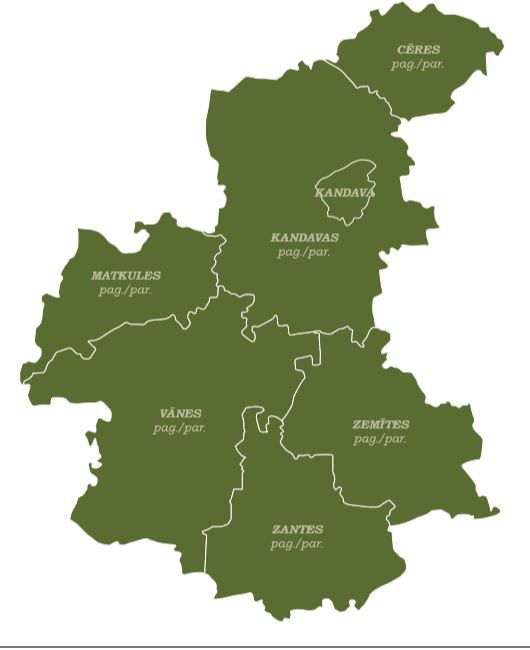 CĒRES
pag./par.
KANDAVA
KANDAVAS
pag./par.
MATKULES
pag./par.
VĀNES
pag./par.
ZEMĪTES
pag./par.
ZANTES
pag./par.